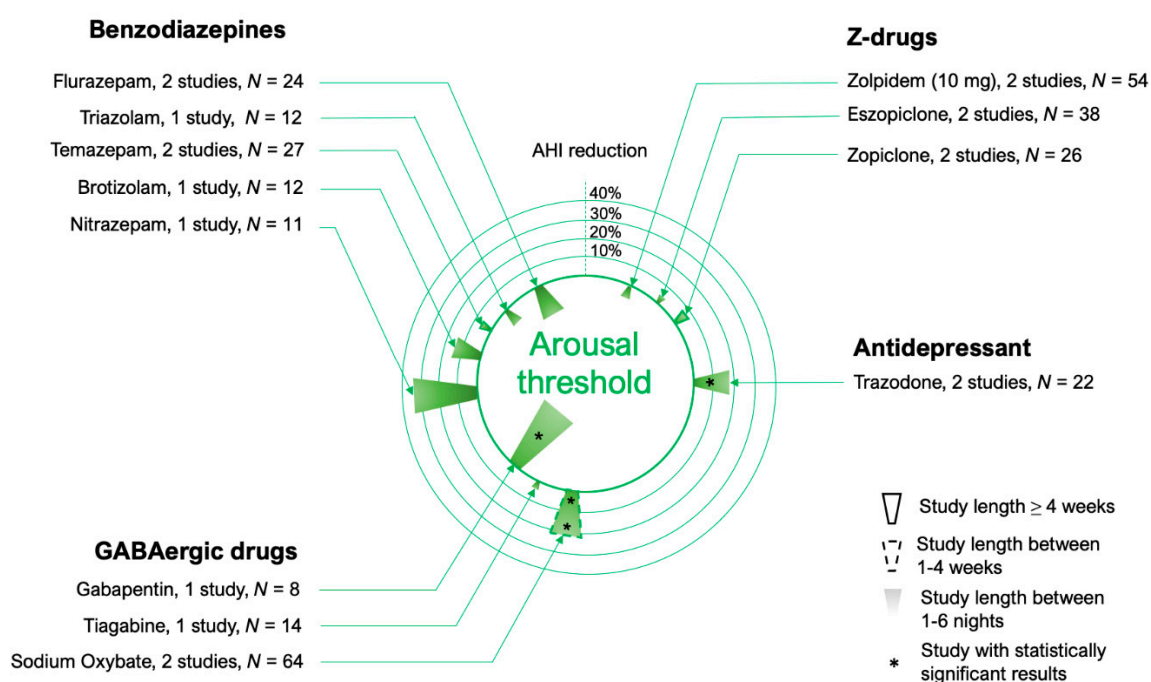 Benzodiazepines
Flurazepam, 2 studies, N = 24
Triazolam, 1 study, N = 12
Temazepam, 2 studies, N = 27
Brotizolam, 1 study, N = 12
Nitrazepam, 1 study, N = 11
Z-drugs
Zolpidem (10 mg), 2 studies, N = 54
Eszopiclone, 2 studies, N = 38
Zopiclone, 2 studies, N = 26
AHI reduction
40%
30%
20%
10%
Arousal
threshold
*
*
*
*
Antidepressant
Trazodone, 2 studies, N = 22
GABAergic drugs
Gabapentin, 1 study, N = 8
Tiagabine, 1 study, N = 14
Sodium Oxybate, 2 studies, N = 64
Study length ≥ 4 weeks
Study length between
1-4 weeks
Study length between
1-6 nights
* Study with statistically
significant results